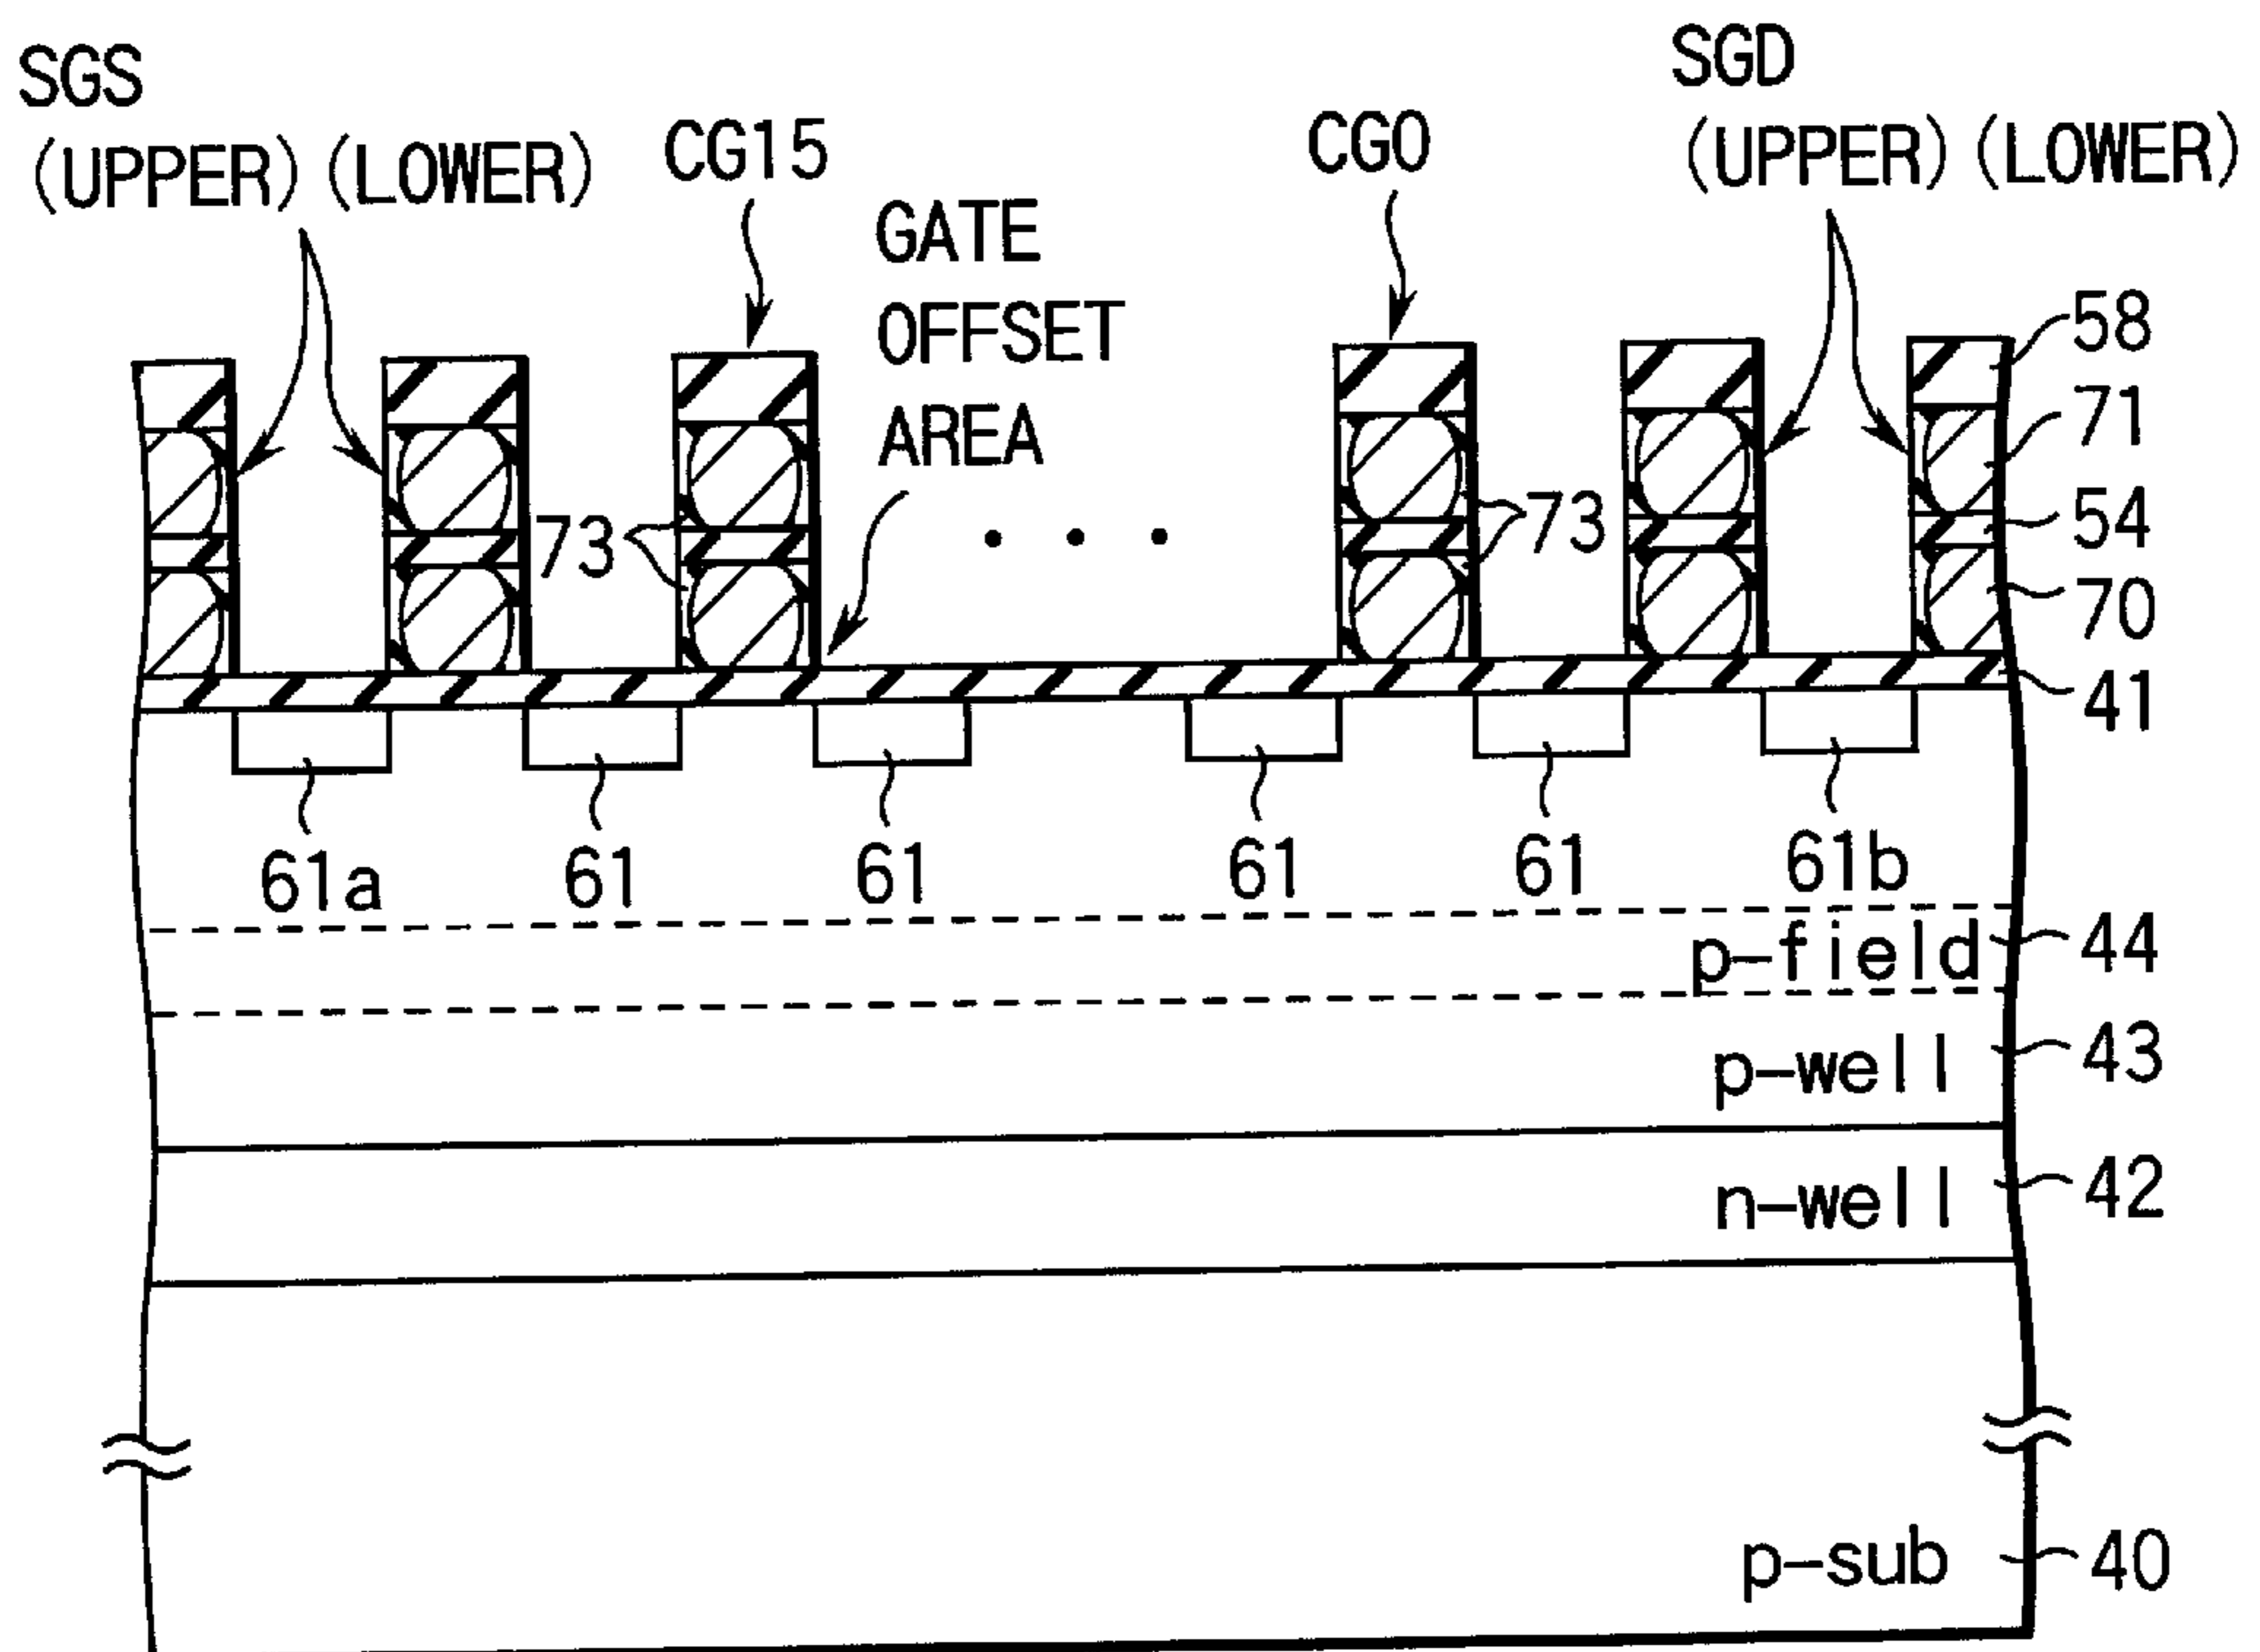 SGS
(UPPER) (LOWER)
CG15
GATE
OFFSET
AREA
CG0
SGD
(UPPER) (LOWER)
58
71
54
70
41
73
73
61a
61
61
61
61
61b
p-field
44
p-well
43
n-well
42
p-sub
40